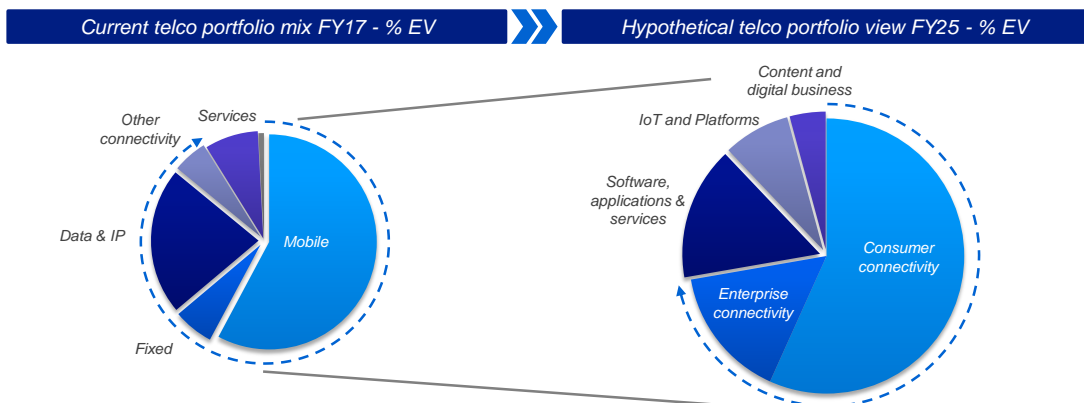 Current telco portfolio mix FY17 - % EV
Hypothetical telco portfolio view FY25 - % EV
Other
connectivity
Services
Data & IP
Mobile
Fixed
Content and
digital business
IoT and Platforms
Software,
applications &
services
Consumer
connectivity
Enterprise
connectivity